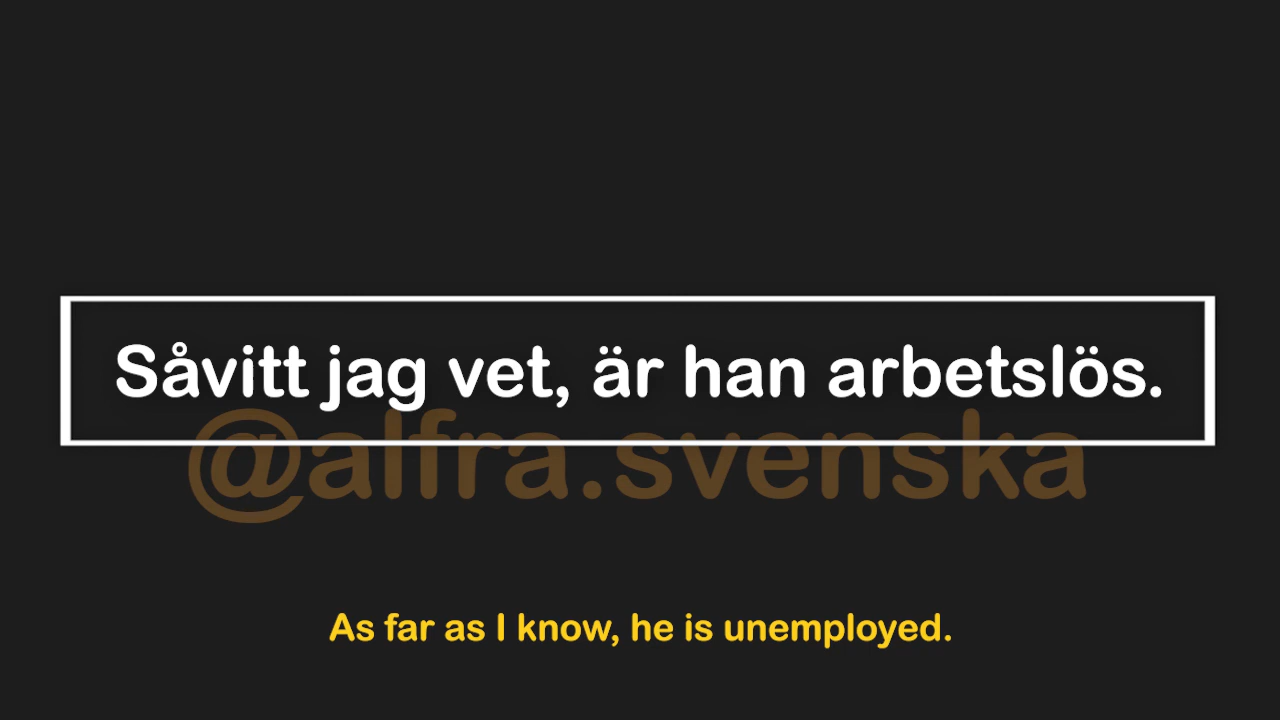 Såvitt jag vet, är han arbetslös.
@alfra.svenska
As far as I know, he is unemployed.